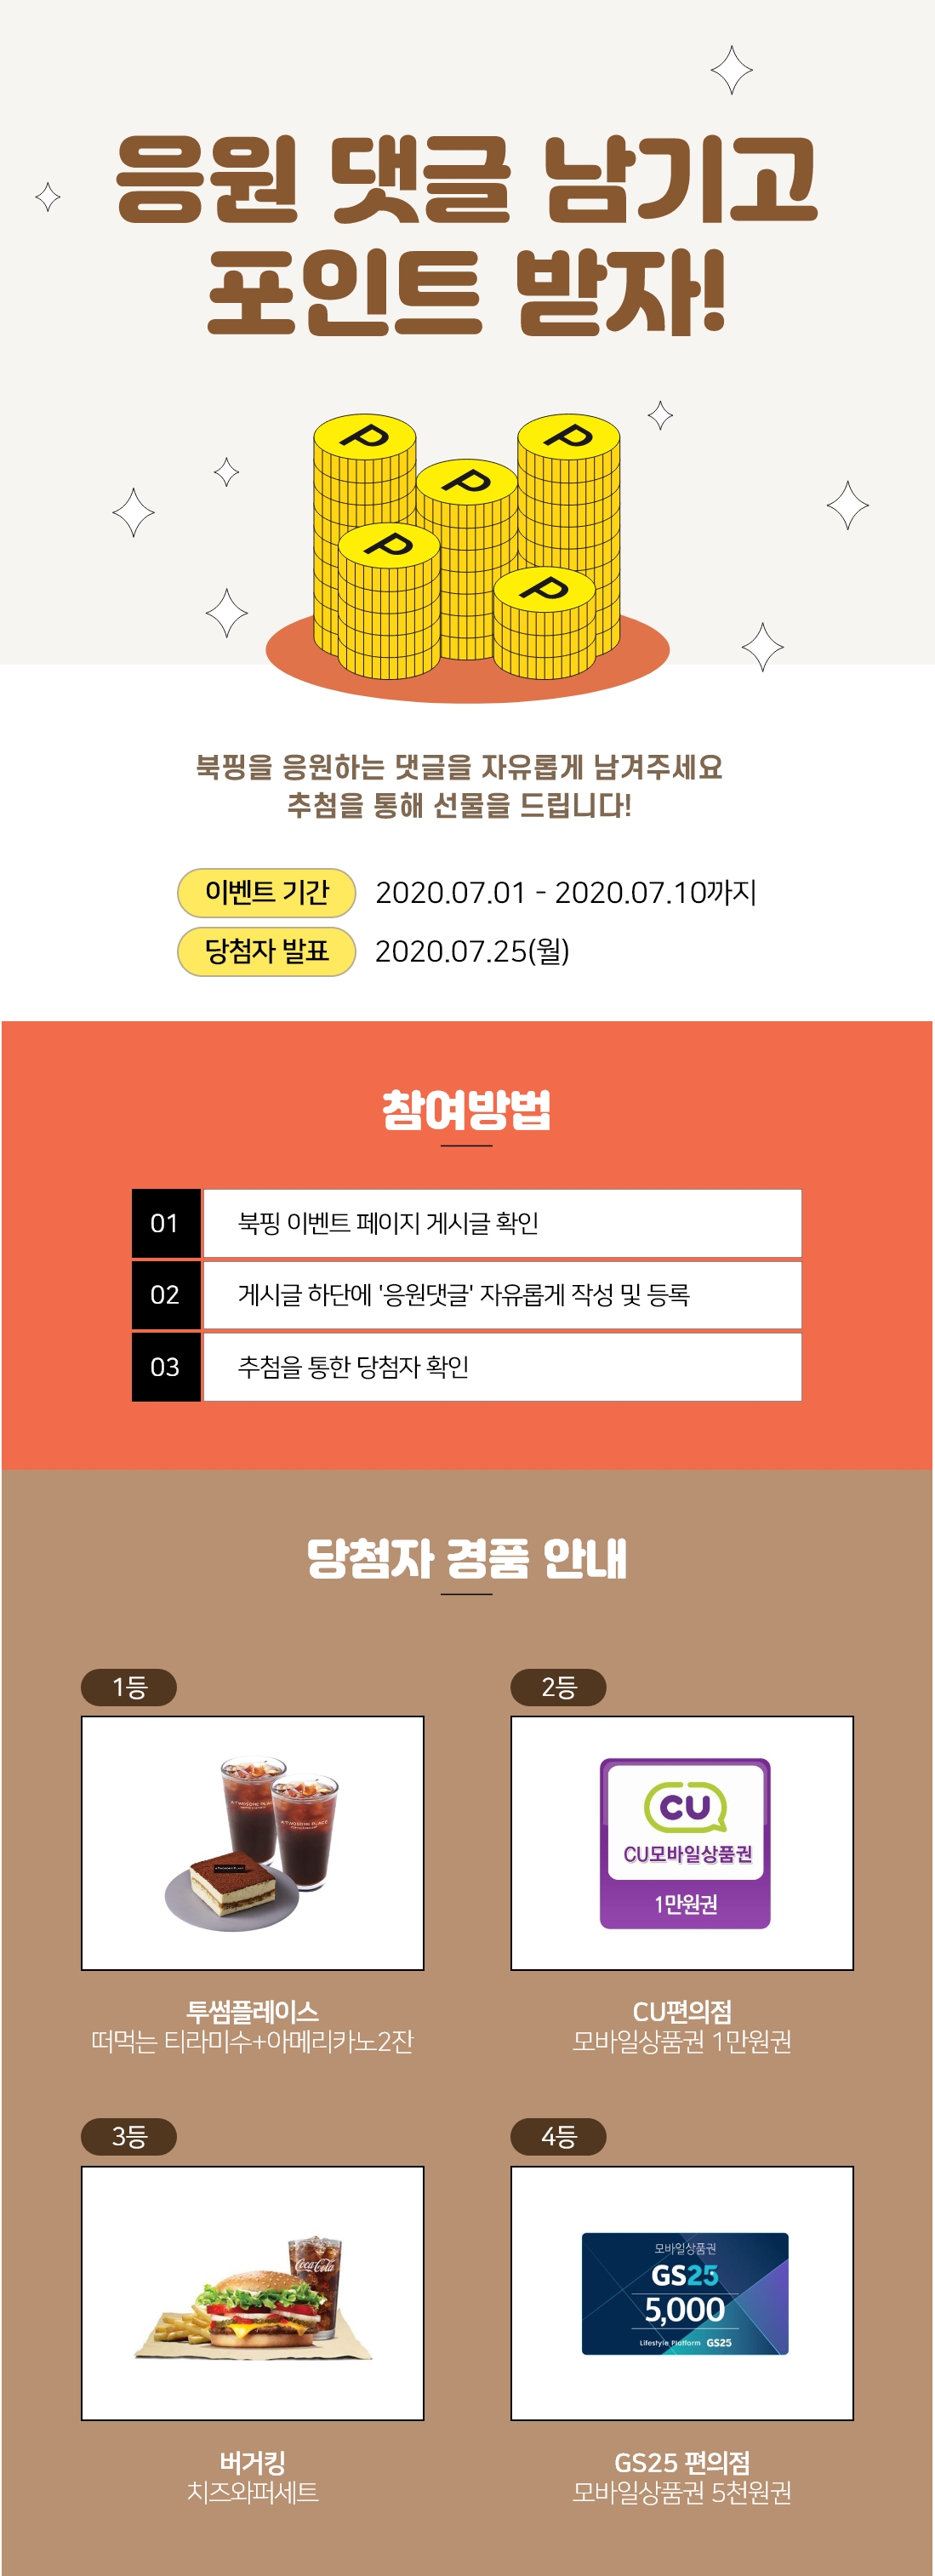 응원 댓글 남기고
포인트 받자!
P
P
P
P
P
북핑을 응원하는 댓글을 자유롭게 남겨주세요
추첨을 통해 선물을 드립니다!
이벤트 기간 2020.07.01 - 2020.07.10까지
당첨자 발표 2020.07.25(월)
참여방법
01 북핑 이벤트 페이지 게시글 확인
02 게시글 하단에 '응원댓글' 자유롭게 작성 및 등록
03 추첨을 통한 당첨자 확인
당첨자 경품 안내
1등
A TWOSOME PLACE
A TWOSOME PLACE
투썸플레이스
떠먹는 티라미수+아메리카노2잔
2등
CU
CU모바일상품권
1만원권
CU편의점
모바일상품권 1만원권
3등
Coca-Cola
버거킹
치즈와퍼세트
4등
모바일상품권
GS25
5,000
Lifestyle Platform GS25
GS25 편의점
모바일상품권 5천원권